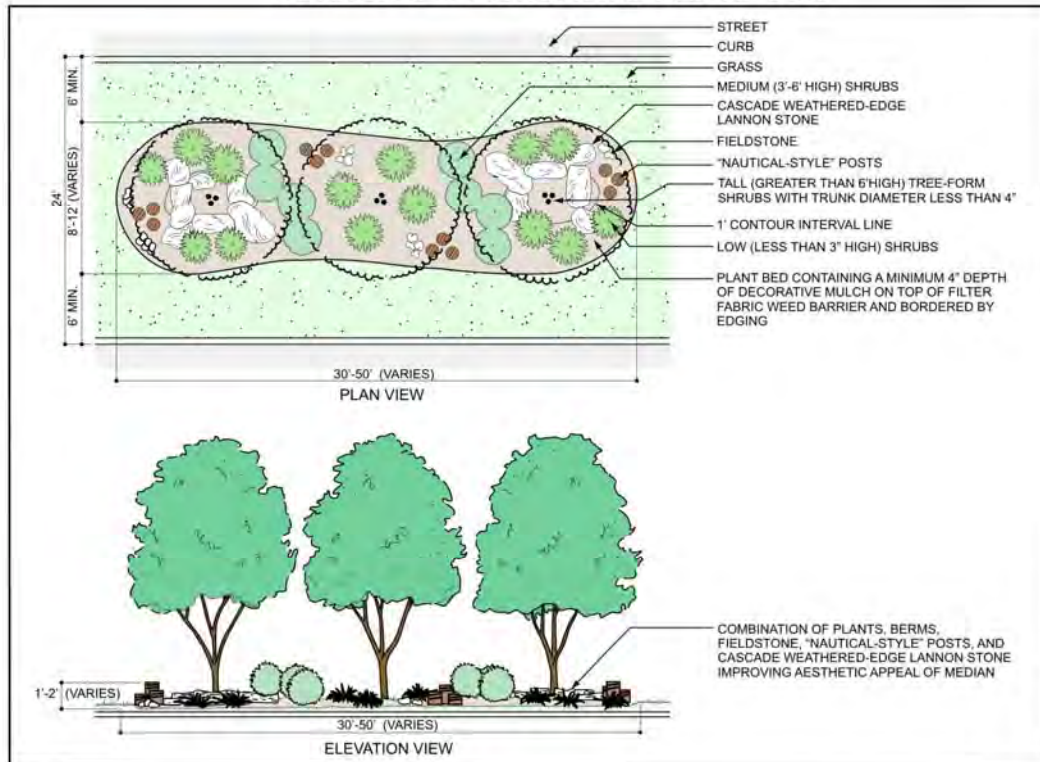 STREET
CURB
GRASS
MEDIUM (3'-6' HIGH) SHRUBS
CASCADE WEATHERED-EDGE
LANNON STONE
FIELDSTONE
"NAUTICAL-STYLE" POSTS
TALL (GREATER THAN 6'HIGH) TREE-FORM
SHRUBS WITH TRUNK DIAMETER LESS THAN 4"
1' CONTOUR INTERVAL LINE
LOW (LESS THAN 3" HIGH) SHRUBS
PLANT BED CONTAINING A MINIMUM 4" DEPTH
OF DECORATIVE MULCH ON TOP OF FILTER
FABRIC WEED BARRIER AND BORDERED BY
EDGING
6' MIN.
24'
8'-12' (VARIES)
6' MIN.
30'-50' (VARIES)
PLAN VIEW
COMBINATION OF PLANTS, BERMS,
FIELDSTONE, "NAUTICAL-STYLE" POSTS, AND
CASCADE WEATHERED-EDGE LANNON STONE
IMPROVING AESTHETIC APPEAL OF MEDIAN
1'-2' (VARIES)
30'-50' (VARIES)
ELEVATION VIEW